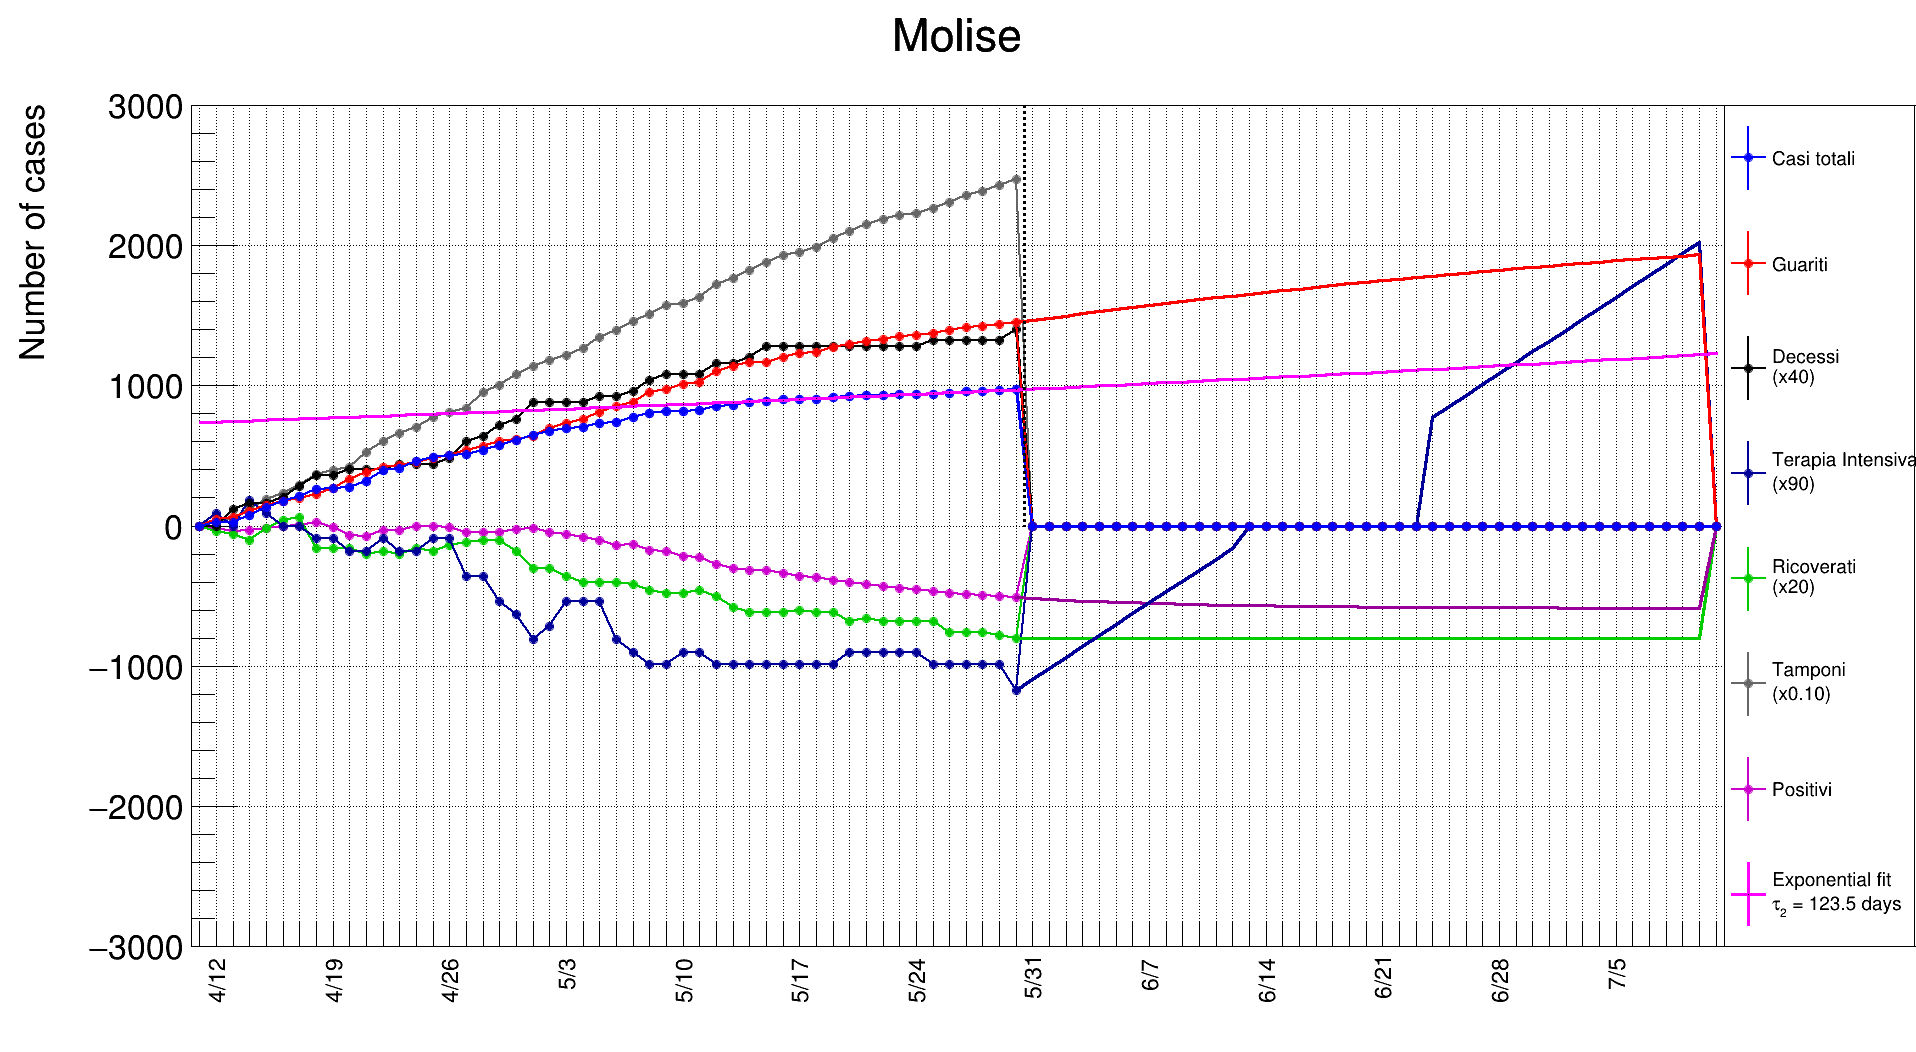 Molise
Number of cases
3000
2000
1000
0
−1000
−2000
−3000
4/12
4/19
4/26
5/3
5/10
5/17
5/24
5/31
6/7
6/14
6/21
6/28
7/5
Casi totali
Guariti
Decessi
(x40)
Terapia Intensiva
(x90)
Ricoverati
(x20)
Tamponi
(x0.10)
Positivi
Exponential fit
τ2 = 123.5 days